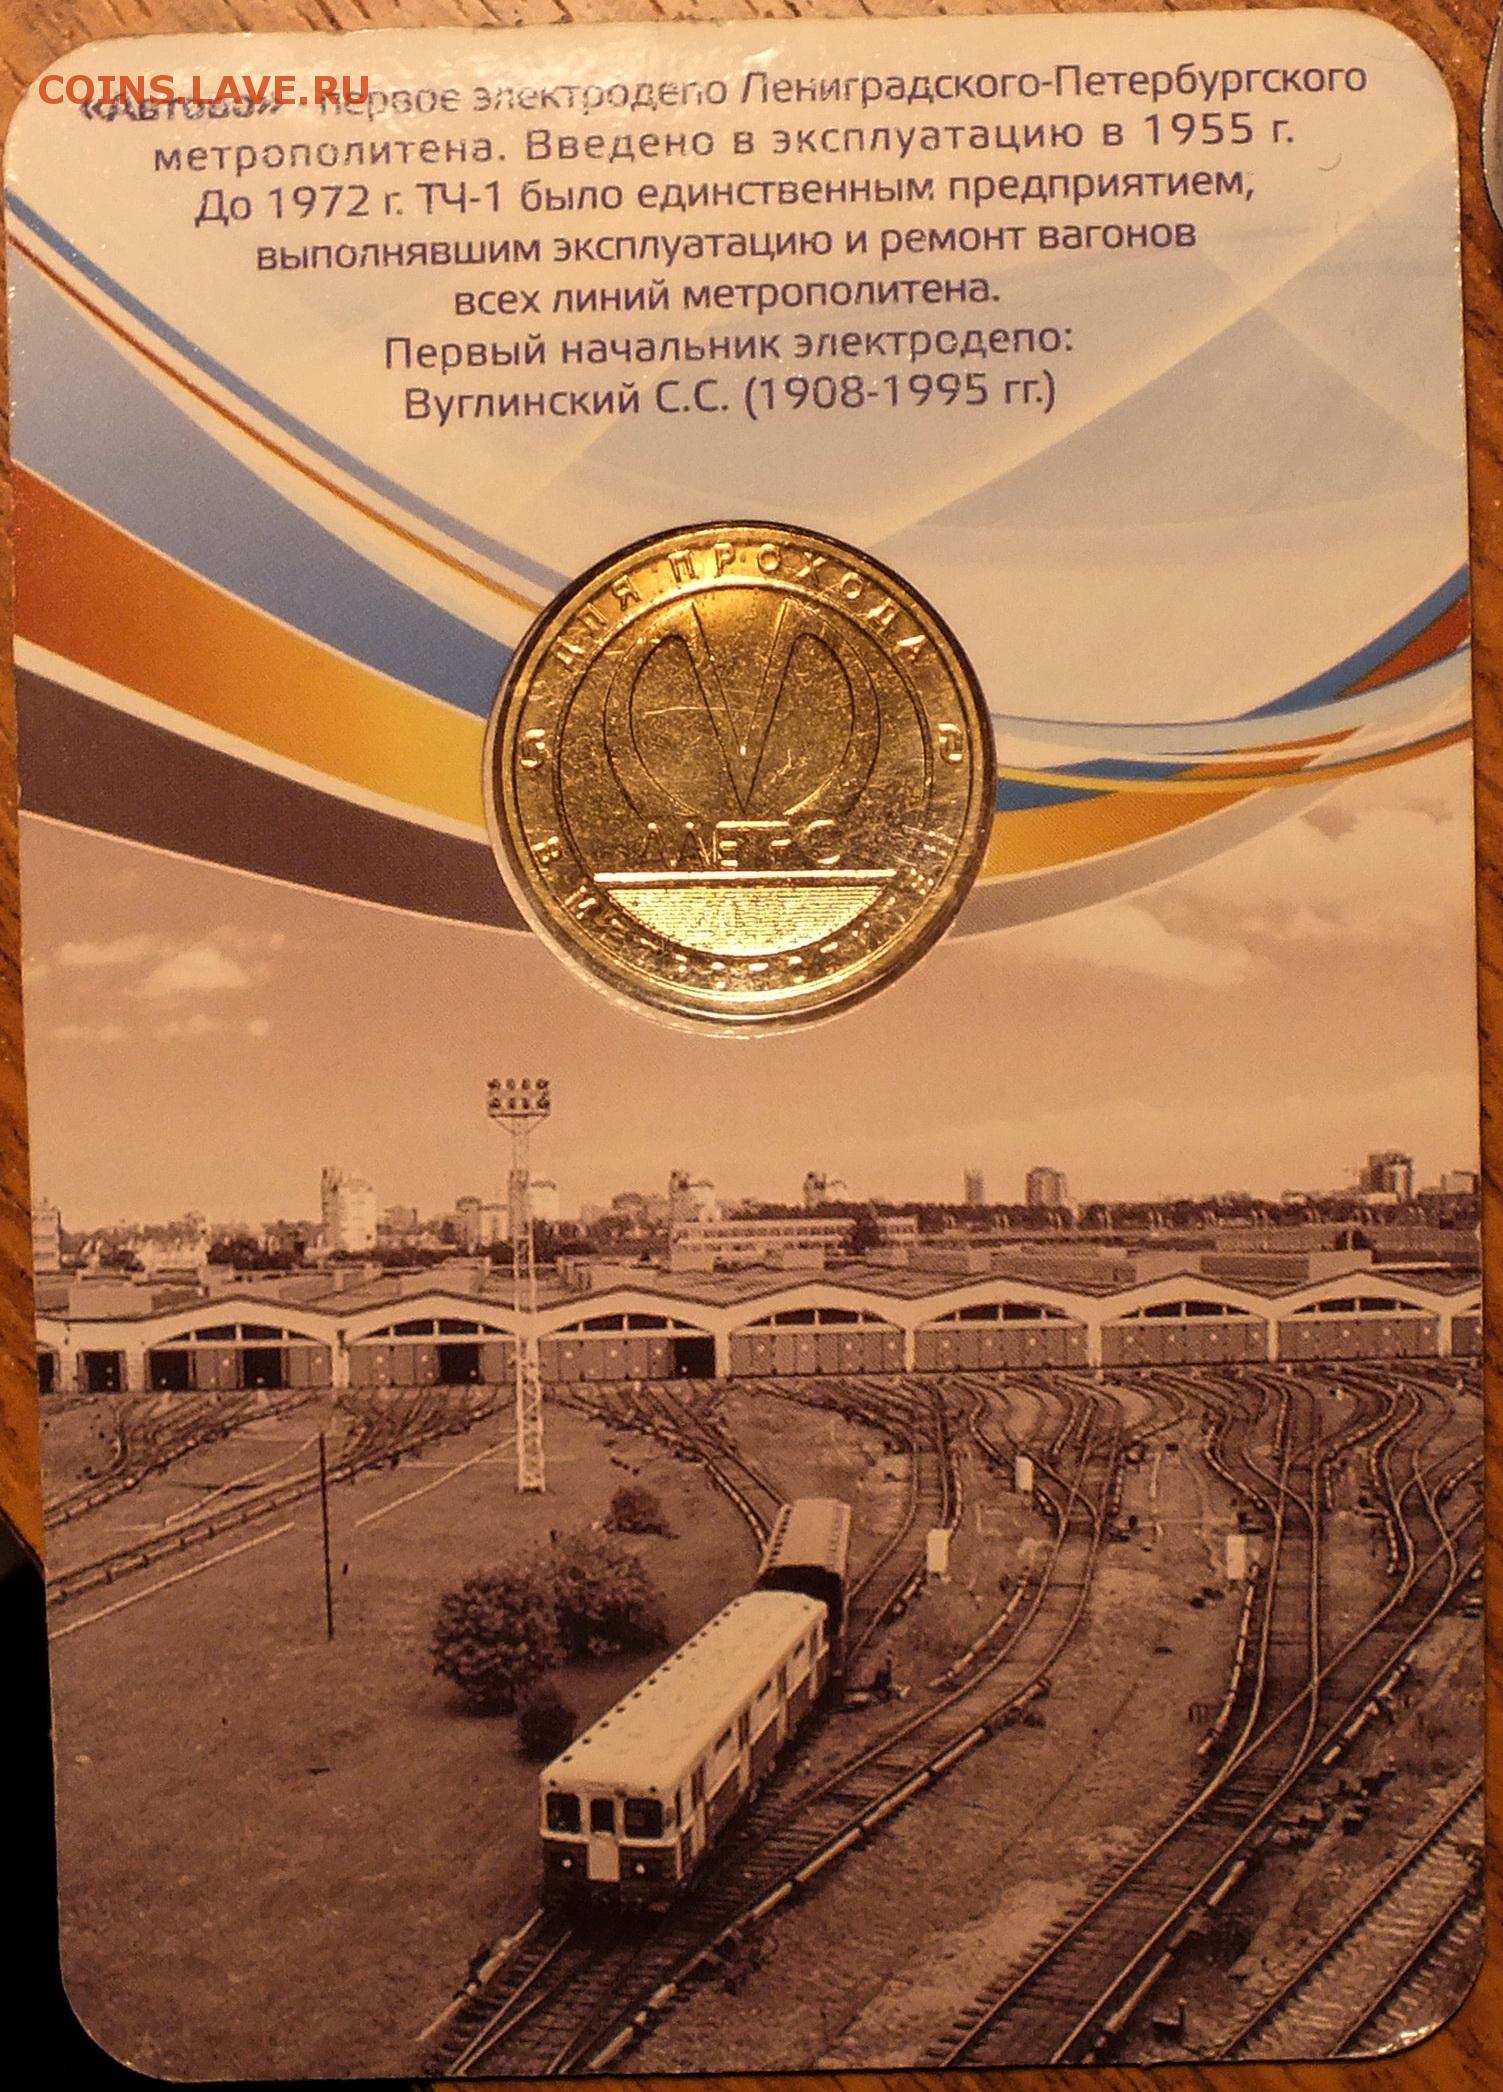 COINS.LAVE.RU
«Автово» первое электродепо Ленинградского-Петербургского
метрополитена. Введено в эксплуатацию в 1955 г.
До 1972 г. ТЧ-1 было единственным предприятием,
выполнявшим эксплуатацию и ремонт вагонов
всех линий метрополитена.
Первый начальник электродепо:
Вуглинский С.С. (1908-1995 гг.)
ДЛЯ ПРОХОДА
В